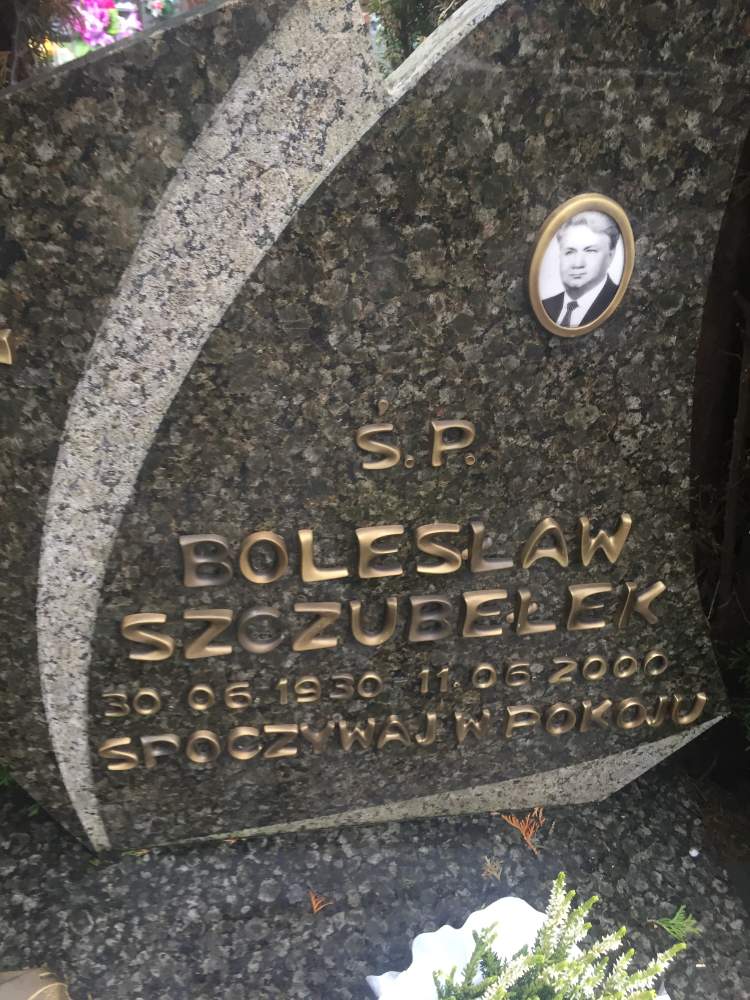 Ś.P.
BOLESŁAW
SZCZUBEŁEK
30 06 1930 11.06 2000
SPOCZYWAJ W POKOJU